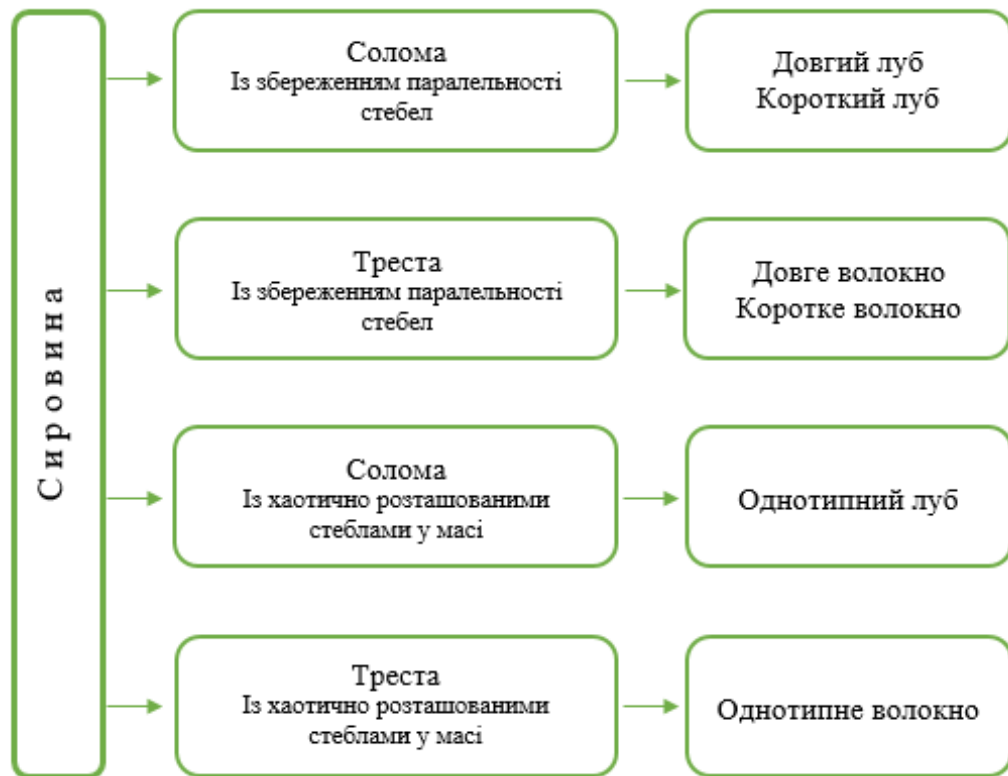 Сировина
Солома
Із збереженням паралельності
стебел
Довгий луб
Короткий луб
Треста
Із збереженням паралельності
стебел
Довге волокно
Коротке волокно
Солома
Із хаотично розташованими
стеблами у масі
Однотипний луб
Треста
Із хаотично розташованими
стеблами у масі
Однотипне волокно